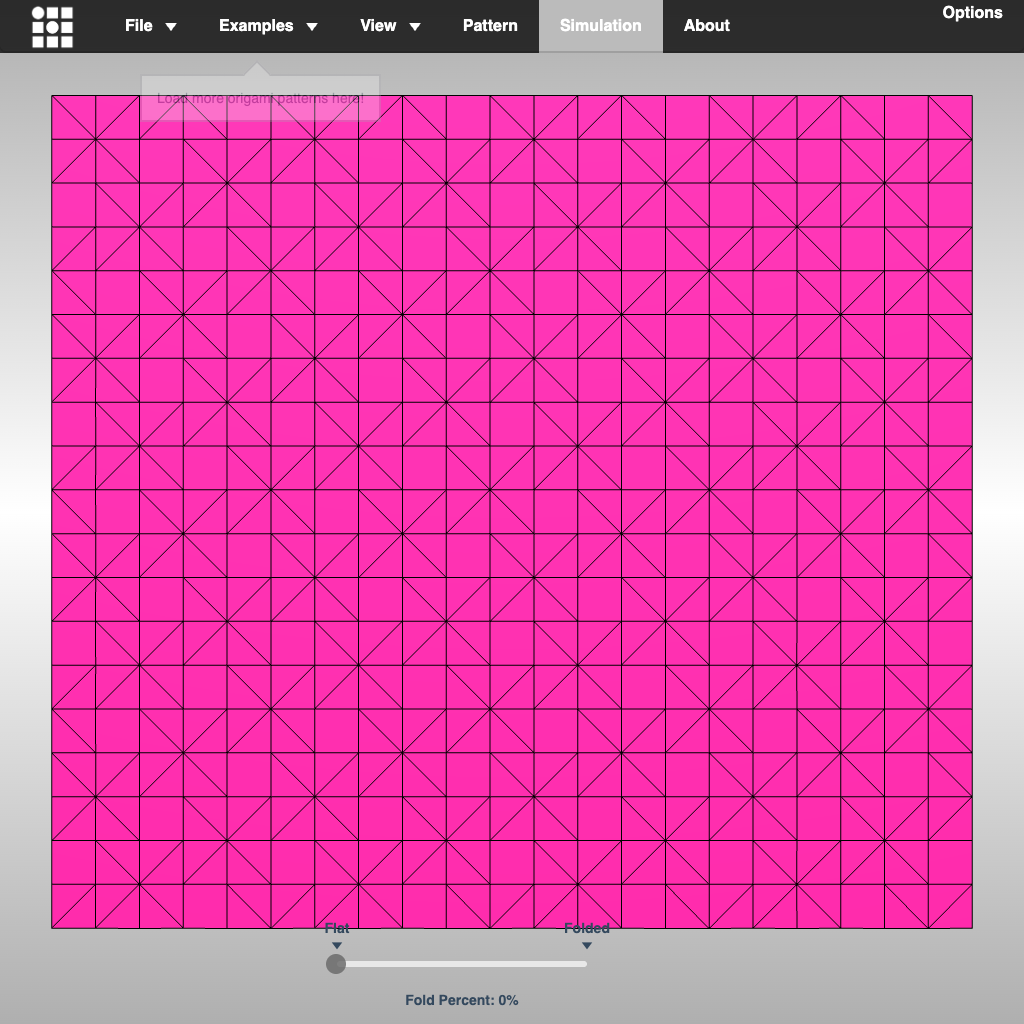 File ▼ Examples ▼ View ▼ Pattern Simulation About Options
Load more origami patterns here!
Flat Folded
Fold Percent: 0%